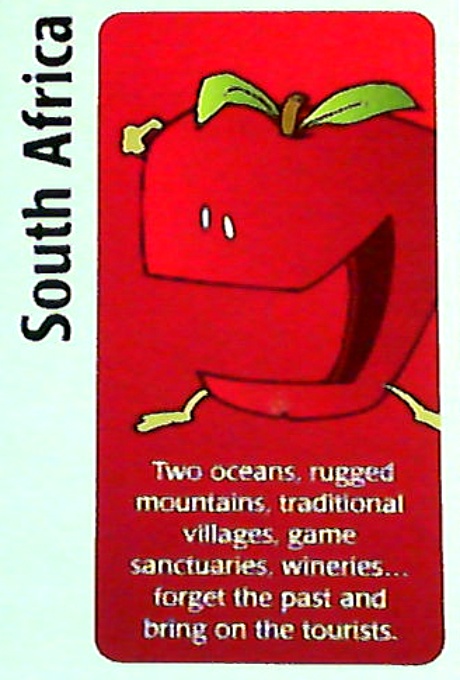 South Africa
Two oceans, rugged
mountains, traditional
villages, game
sanctuaries, wineries...
forget the past and
bring on the tourists.